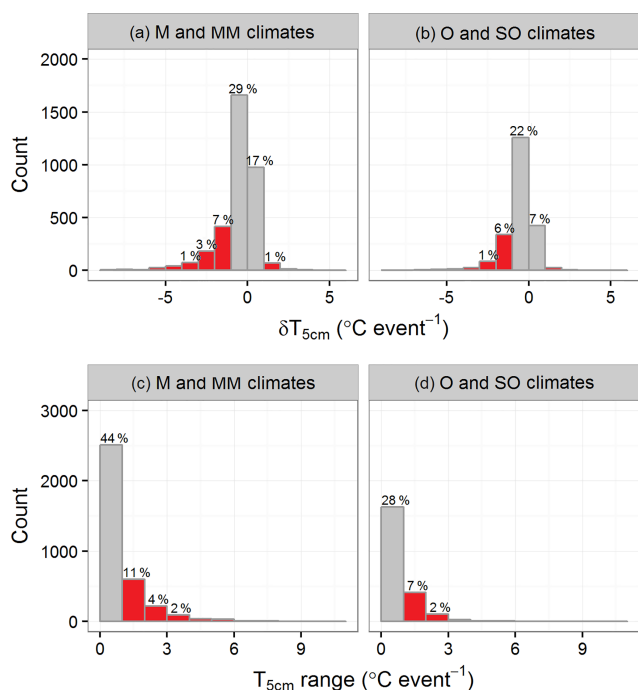 (a) M and MM climates
(b) O and SO climates
2000
1500
1000
500
0
Count
29 %
17 %
7 %
3 %
1 %
1 %
22 %
7 %
6 %
1 %
-5 0 5
-5 0 5
δT5cm (°C event−1)
(c) M and MM climates
(d) O and SO climates
3000
2000
1000
0
Count
44 %
11 %
4 %
2 %
28 %
7 %
2 %
0 3 6 9
0 3 6 9
T5cm range (°C event−1)